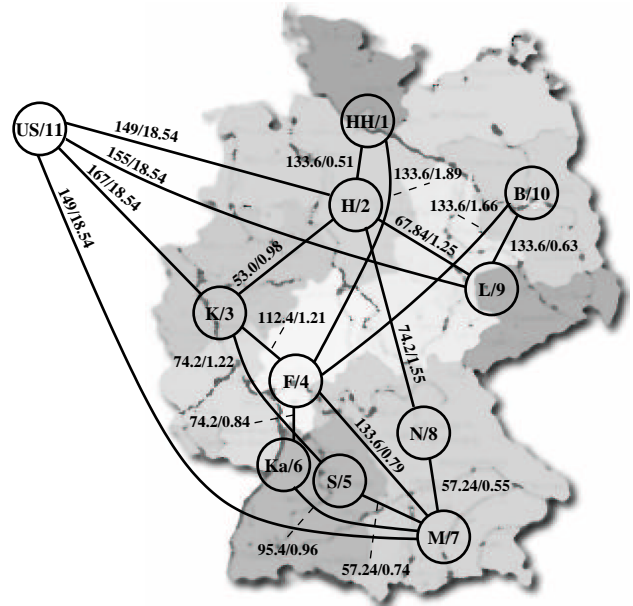 HH/1
US/11
149/18.54
133.6/0.51
155/18.54
133.6/1.89
B/10
167/18.54
133.6/1.66
149/18.54
H/2
67.84/1.25
133.6/0.63
53.0/0.98
L/9
K/3
112.4/1.21
74.2/1.22
74.2/1.55
F/4
74.2/0.84
133.6/0.79
N/8
Ka/6
S/5
57.24/0.55
M/7
95.4/0.96
57.24/0.74